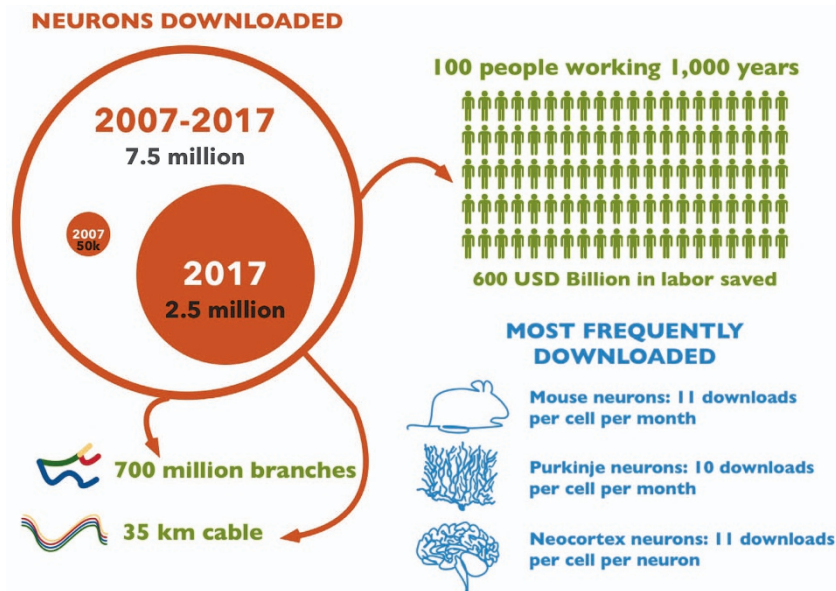 NEURONS DOWNLOADED
2007-2017
7.5 million
2007
50k
2017
2.5 million
700 million branches
35 km cable
100 people working 1,000 years
600 USD Billion in labor saved
MOST FREQUENTLY
DOWNLOADED
Mouse neurons: 11 downloads
per cell per month
Purkinje neurons: 10 downloads
per cell per month
Neocortex neurons: 11 downloads
per cell per neuron